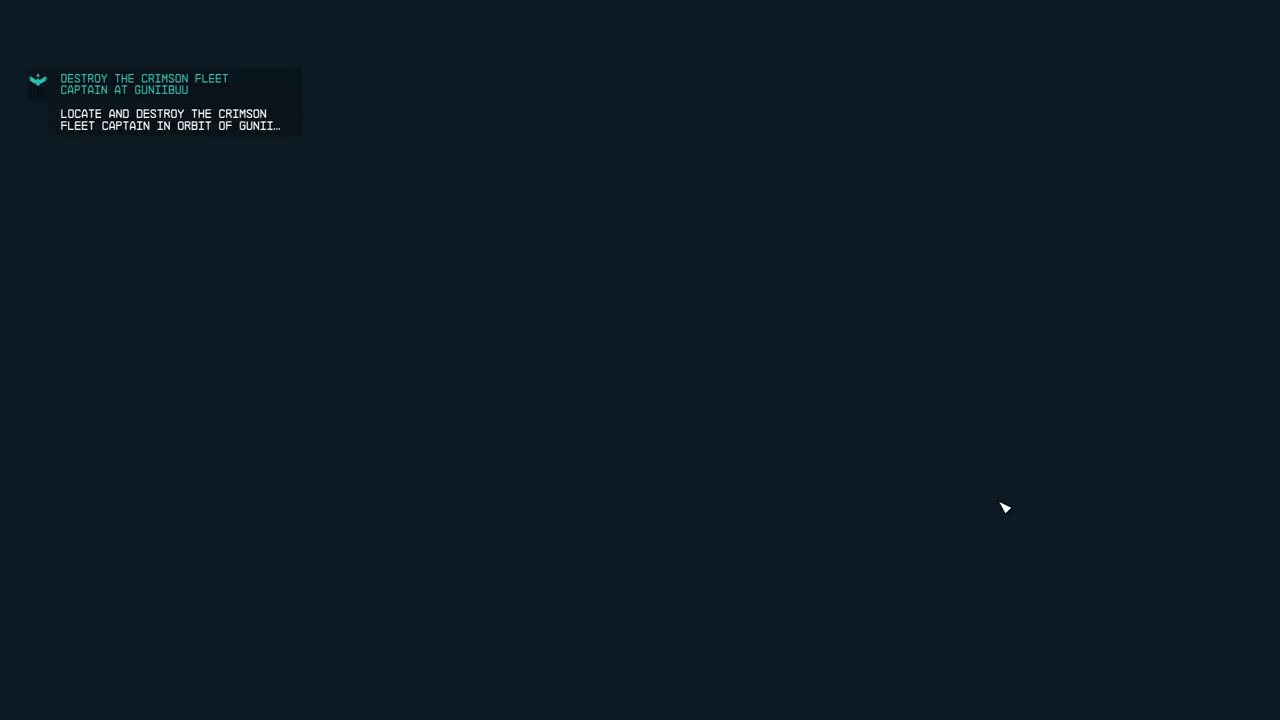 DESTROY THE CRIMSON FLEET
CAPTAIN AT GUNIIBUU
LOCATE AND DESTROY THE CRIMSON
FLEET CAPTAIN IN ORBIT OF GUNII…